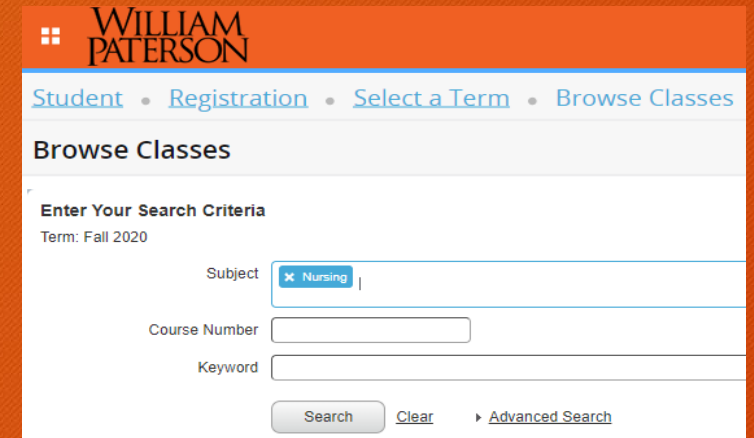 WILLIAM
PATERSON
Student • Registration • Select a Term • Browse Classes
Browse Classes
Enter Your Search Criteria
Term: Fall 2020
Subject
× Nursing
Course Number
Keyword
Search Clear Advanced Search